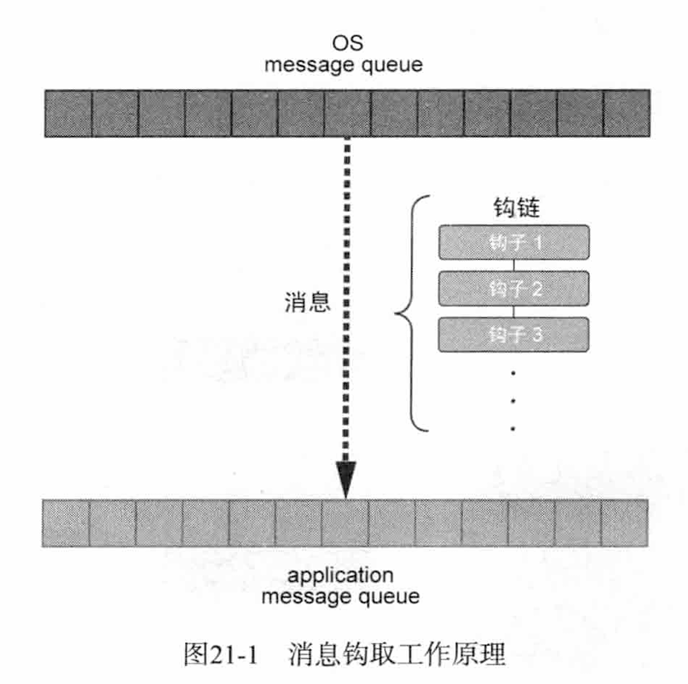 OS
message queue
钩链
钩子 1
钩子 2
消息
钩子 3
.
.
.
application
message queue
图21-1 消息钩取工作原理